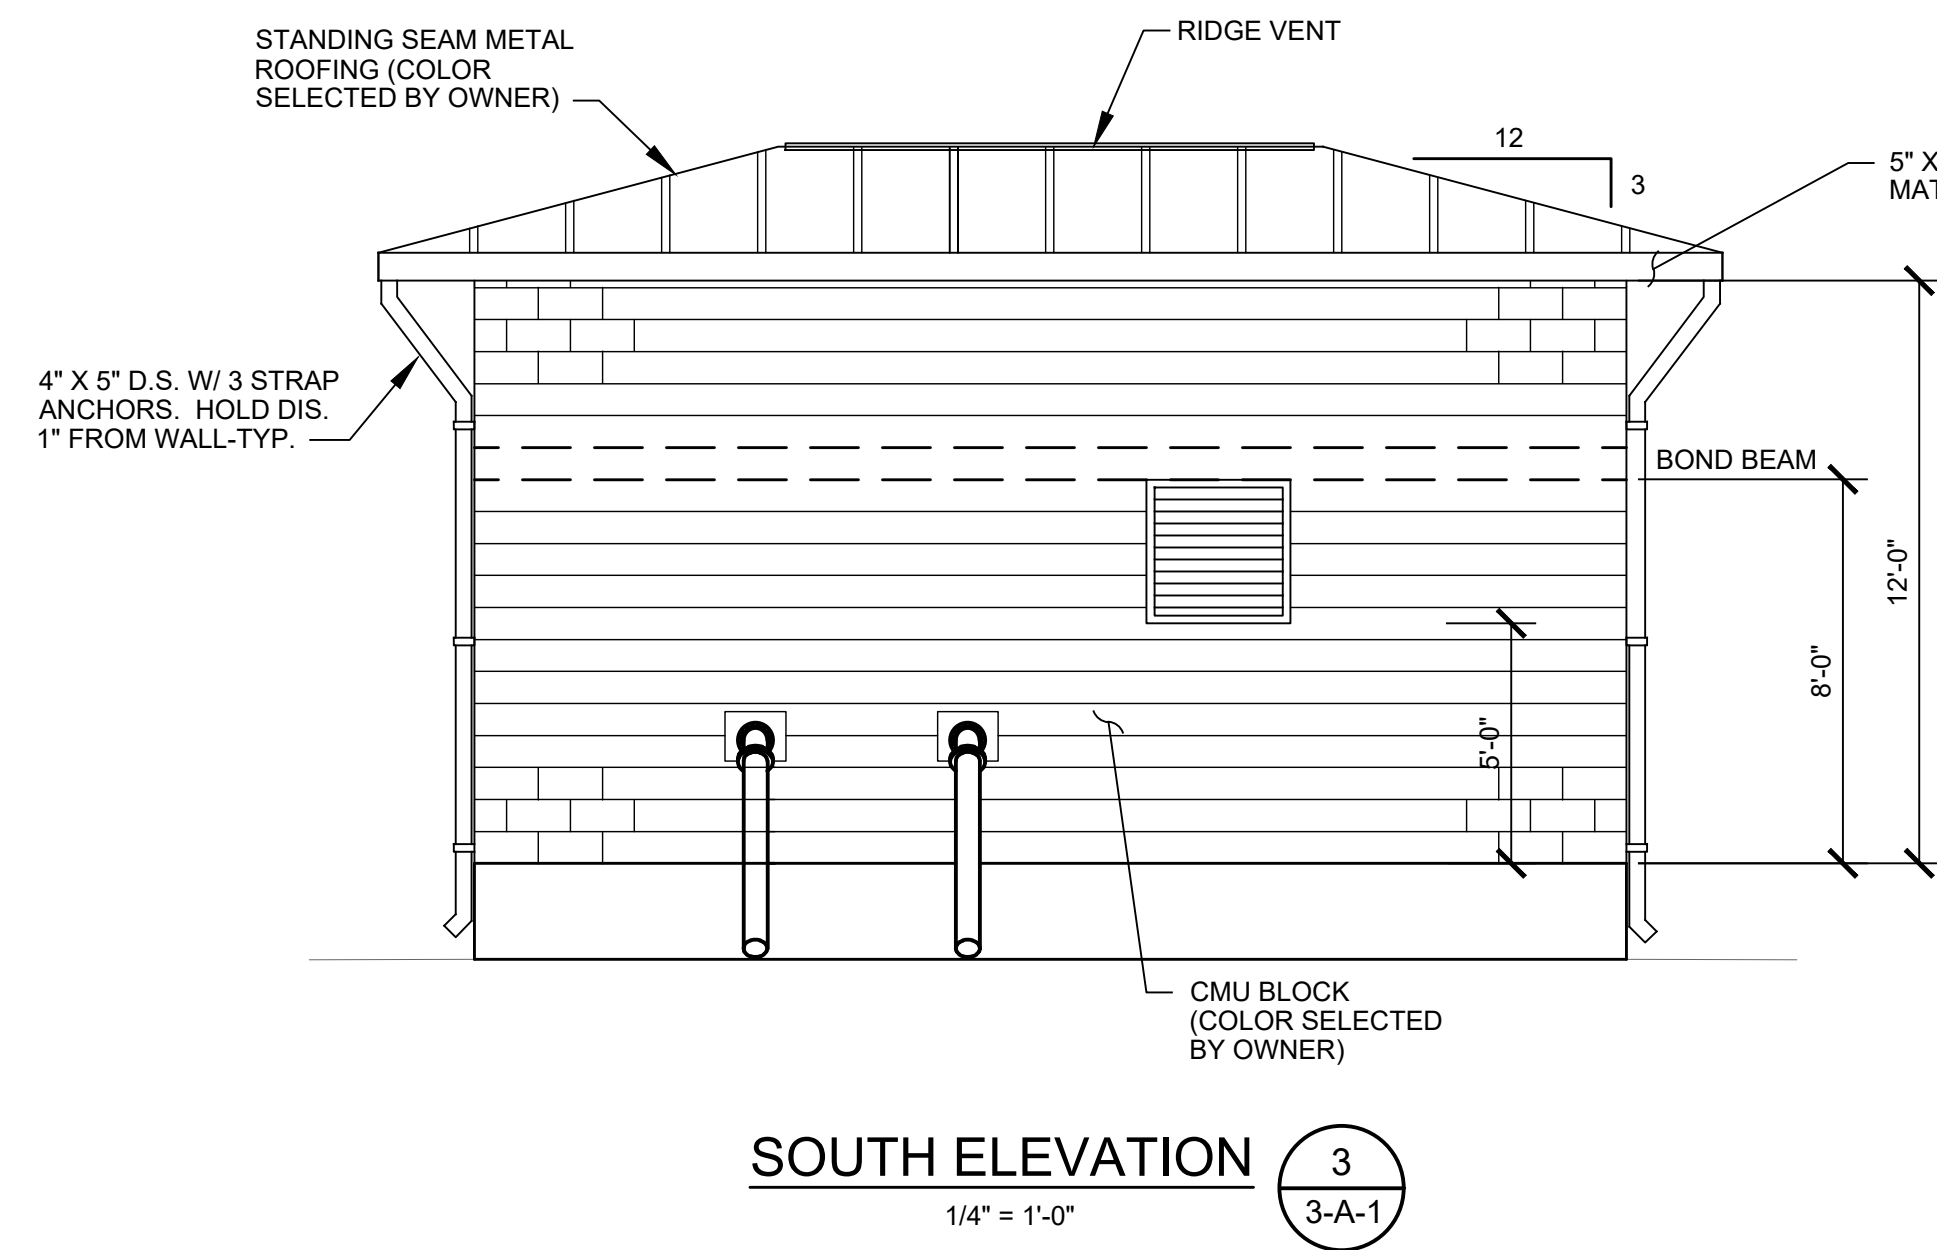 STANDING SEAM METAL
ROOFING (COLOR
SELECTED BY OWNER)
RIDGE VENT
12
3
5" X
MAT
4" X 5" D.S. W/ 3 STRAP
ANCHORS. HOLD DIS.
1" FROM WALL-TYP.
BOND BEAM
12'-0"
8'-0"
5'-0"
CMU BLOCK
(COLOR SELECTED
BY OWNER)
SOUTH ELEVATION
1/4" = 1'-0"
3
3-A-1